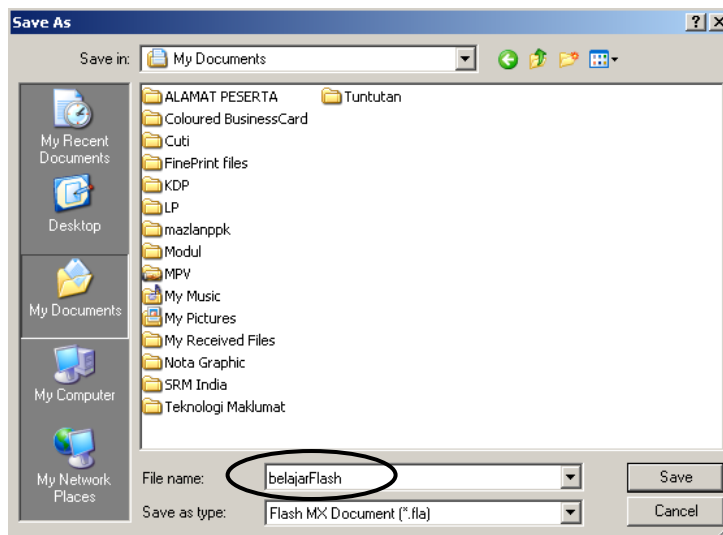 Save As
Save in: My Documents
My Recent Documents
Desktop
My Documents
My Computer
My Network Places
ALAMAT PESERTA
Coloured BusinessCard
Cuti
FinePrint files
KDP
LP
mazlanppk
Modul
MPV
My Music
My Pictures
My Received Files
Nota Graphic
SRM India
Teknologi Maklumat
Tuntutan
File name: belajarFlash Save
Save as type: Flash MX Document (*.fla) Cancel